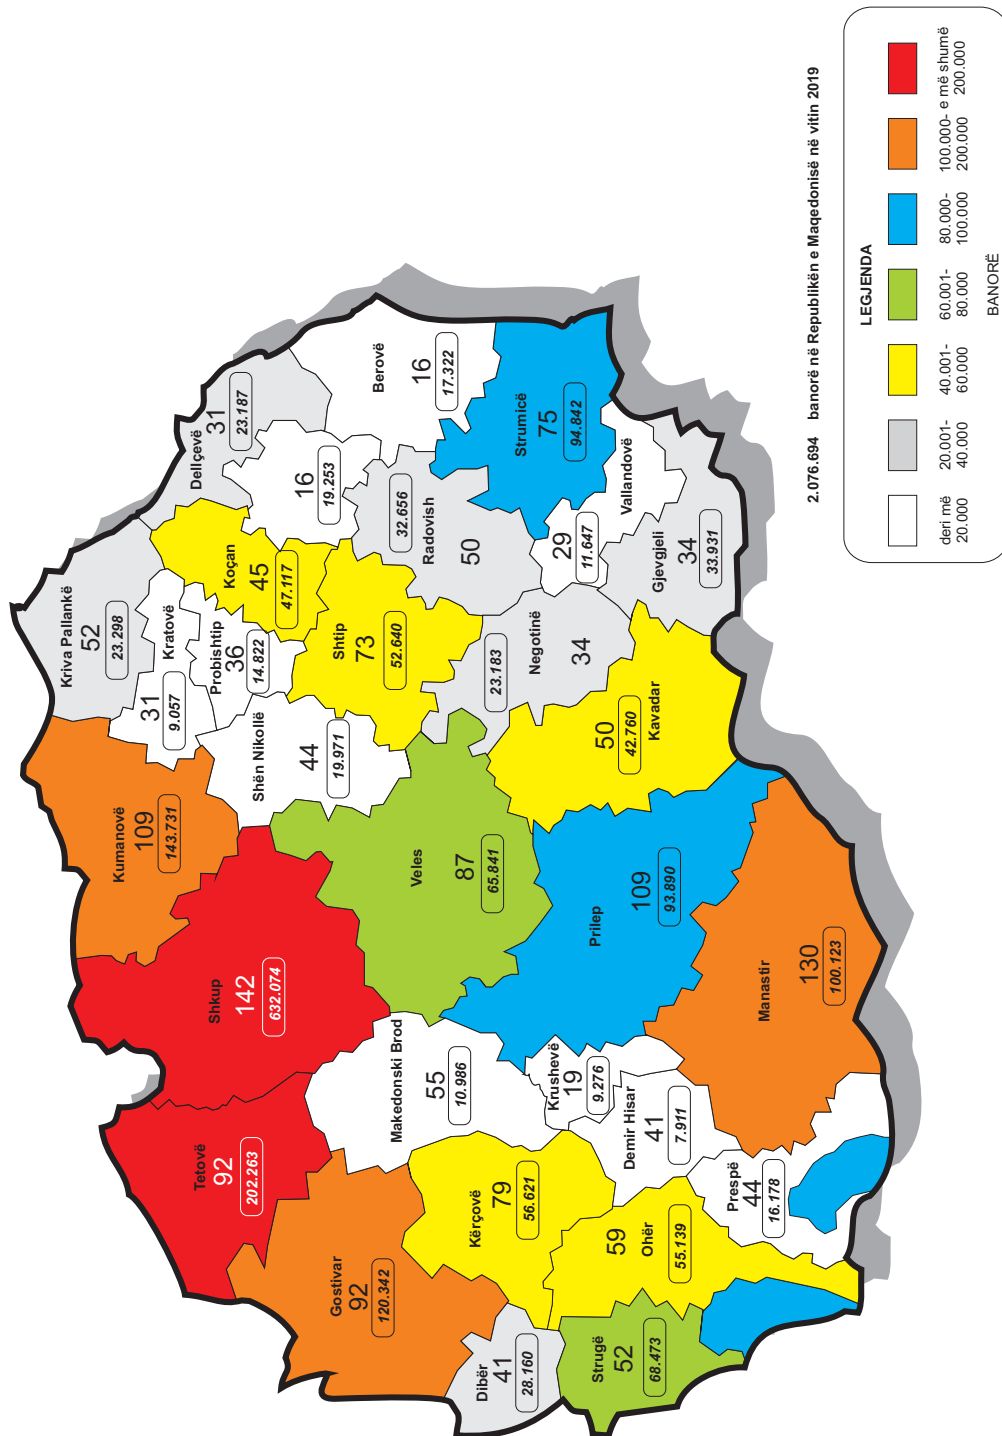 Kriva Pallankë
52
23.298
Kumanovë
109
143.731
Kratovë
31
9.057
Probishtip
36
14.822
Dellçevë
31
23.187
Koçan
45
47.117
16
19.253
Berovë
16
17.322
Tetovë
92
202.263
Shkup
142
632.074
Shën Nikollë
44
19.971
Shtip
73
52.640
32.656
Radovish
50
Strumicë
75
94.842
Gostivar
92
120.342
Makedonski Brod
55
10.986
Veles
87
65.841
23.183
Negotinë
34
29
11.647
Vallandovë
Gjevgjeli
34
33.931
Dibër
41
28.160
Kërçovë
79
56.621
Krushevë
19
9.276
Prilep
109
93.890
50
42.760
Kavadar
Strugë
52
68.473
59
Ohër
55.139
Demir Hisar
41
7.911
Prespë
44
16.178
Manastir
130
100.123
2.076.694 banorë në Republikën e Maqedonisë në vitin 2019
LEGJENDA
deri më
20.000
20.001-
40.000
40.001-
60.000
60.001-
80.000
80.000-
100.000
100.000-
200.000
e më shumë
200.000
BANORË